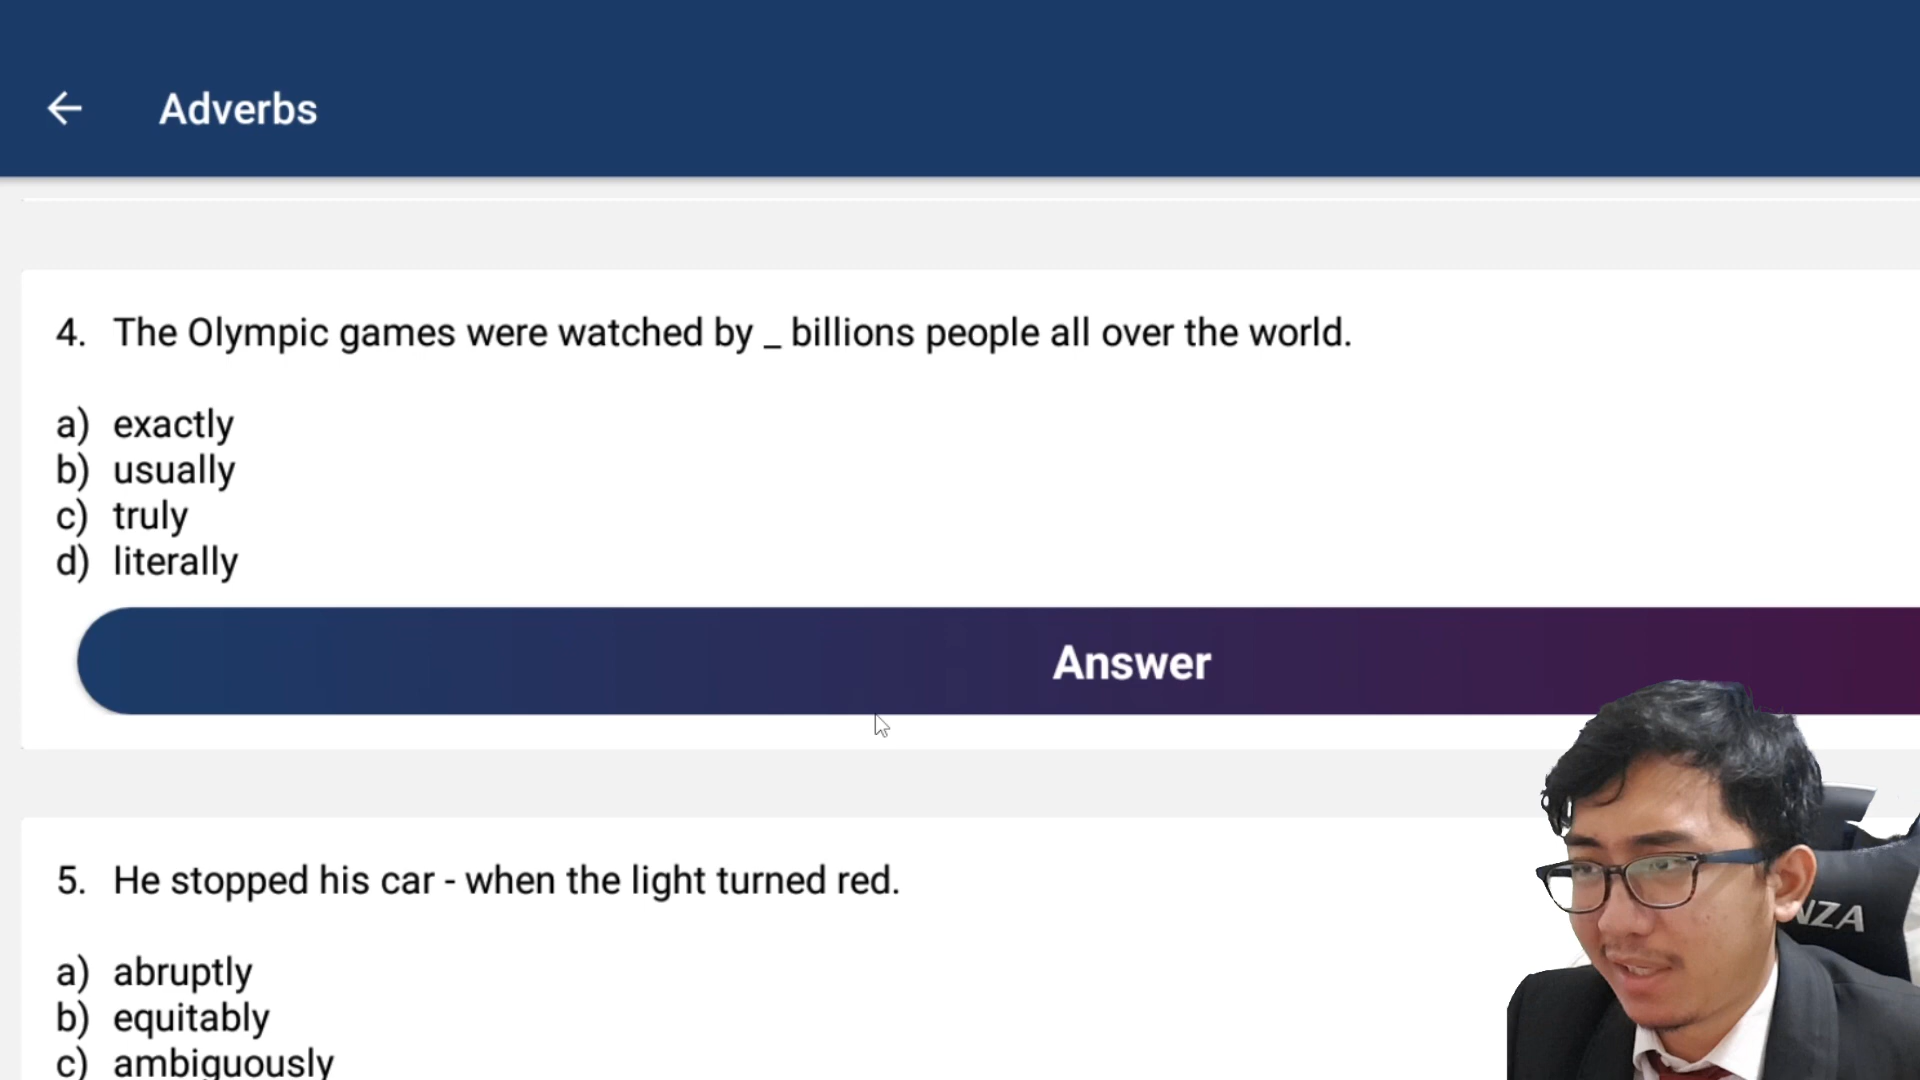 Adverbs
4. The Olympic games were watched by _ billions people all over the world.
a) exactly
b) usually
c) truly
d) literally
Answer
5. He stopped his car - when the light turned red.
a) abruptly
b) equitably
c) ambiguously
NZA